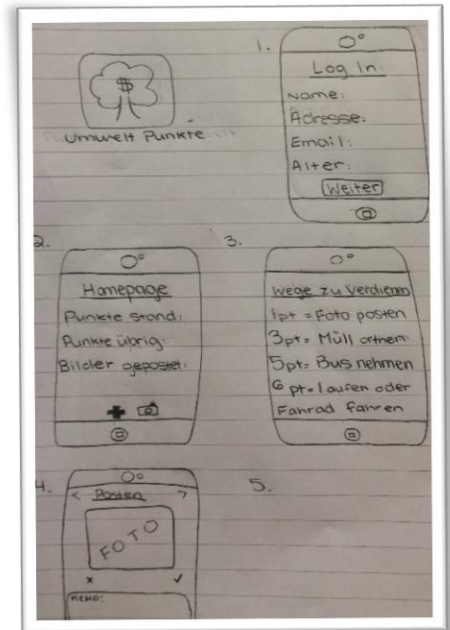 $
Umwelt Punkte
1.
Log In:
Name:
Adresse:
Email:
Alter:
Weiter
2.
Homepage
Punkte Stand:
Punkte übrig:
Bilder gepostet:
3.
Wege zu Verdienen
1pt = Foto posten
3pt= Müll ortnen
5pt= Bus nehmen
6 pt= laufen oder
Fahrad fahren
4.
< Posten >
FOTO
x ✓
memo:
5.